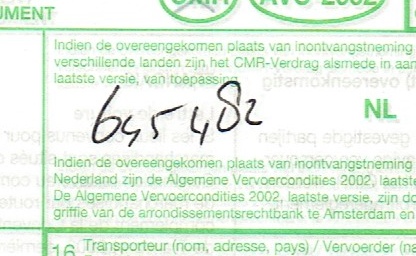 UMENT
CMR
AVC 2002
Indien de overeengekomen plaats van inontvangstneming
verschillende landen zijn het CMR-Verdrag alsmede in aan
laatste versie, van toepassing
NL
Indien de overeengekomen plaats van inontvangstneming
Nederland zijn de Algemene Vervoercondities 2002, laatst
De Algemene Vervoercondities 2002, laatste versie, zijn do
griffie van de arrondissementsrechtbank te Amsterdam en
16 Transporteur (nom, adresse, pays) / Vervoerder (na